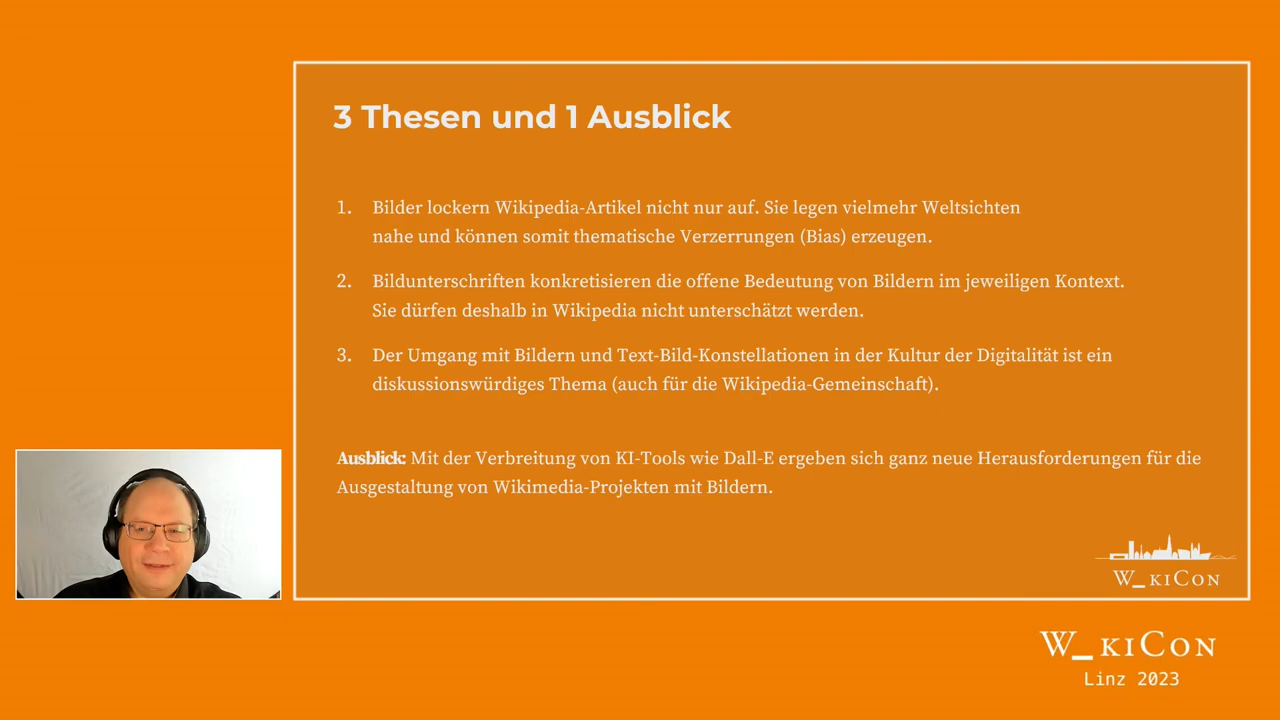 3 Thesen und 1 Ausblick
1. Bilder lockern Wikipedia-Artikel nicht nur auf. Sie legen vielmehr Weltsichten
nahe und können somit thematische Verzerrungen (Bias) erzeugen.
2. Bildunterschriften konkretisieren die offene Bedeutung von Bildern im jeweiligen Kontext.
Sie dürfen deshalb in Wikipedia nicht unterschätzt werden.
3. Der Umgang mit Bildern und Text-Bild-Konstellationen in der Kultur der Digitalität ist ein
diskussionswürdiges Thema (auch für die Wikipedia-Gemeinschaft).
Ausblick: Mit der Verbreitung von KI-Tools wie Dall-E ergeben sich ganz neue Herausforderungen für die
Ausgestaltung von Wikimedia-Projekten mit Bildern.
W_kiCon
W_kiCon
Linz 2023